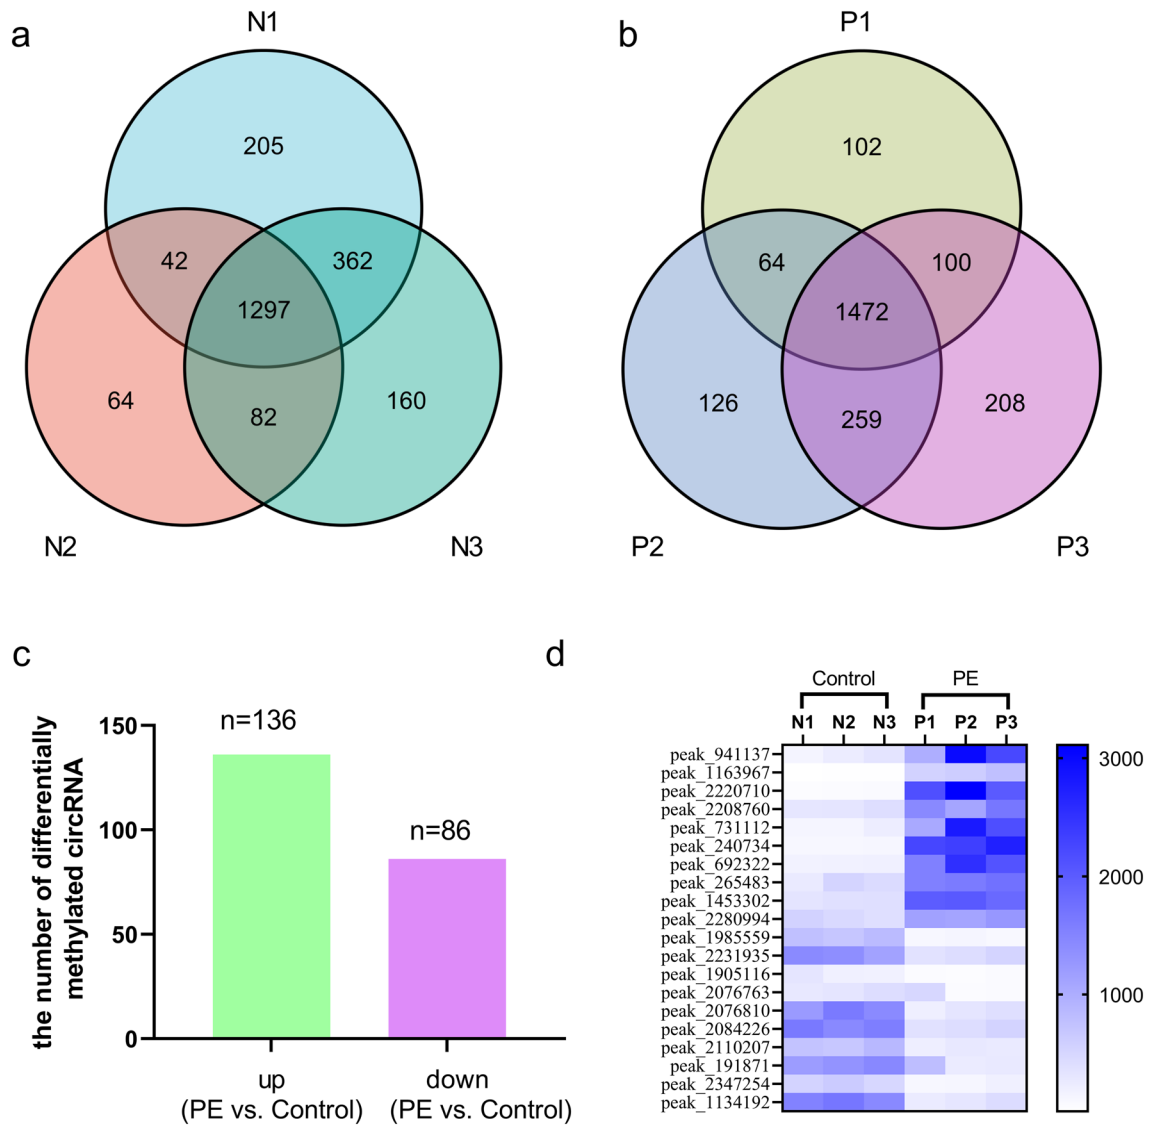 a
N1
205
42
362
1297
64
82
160
N2
N3
b
P1
102
64
100
1472
126
259
208
P2
P3
c
the number of differentially
methylated circRNA
150
100
50
0
n=136
n=86
up
(PE vs. Control)
down
(PE vs. Control)
d
Control PE
N1 N2 N3 P1 P2 P3
peak_941137
peak_1163967
peak_2220710
peak_2208760
peak_731112
peak_240734
peak_692322
peak_265483
peak_1453302
peak_2280994
peak_1985559
peak_2231935
peak_1905116
peak_2076763
peak_2076810
peak_2084226
peak_2110207
peak_191871
peak_2347254
peak_1134192
3000
2000
1000